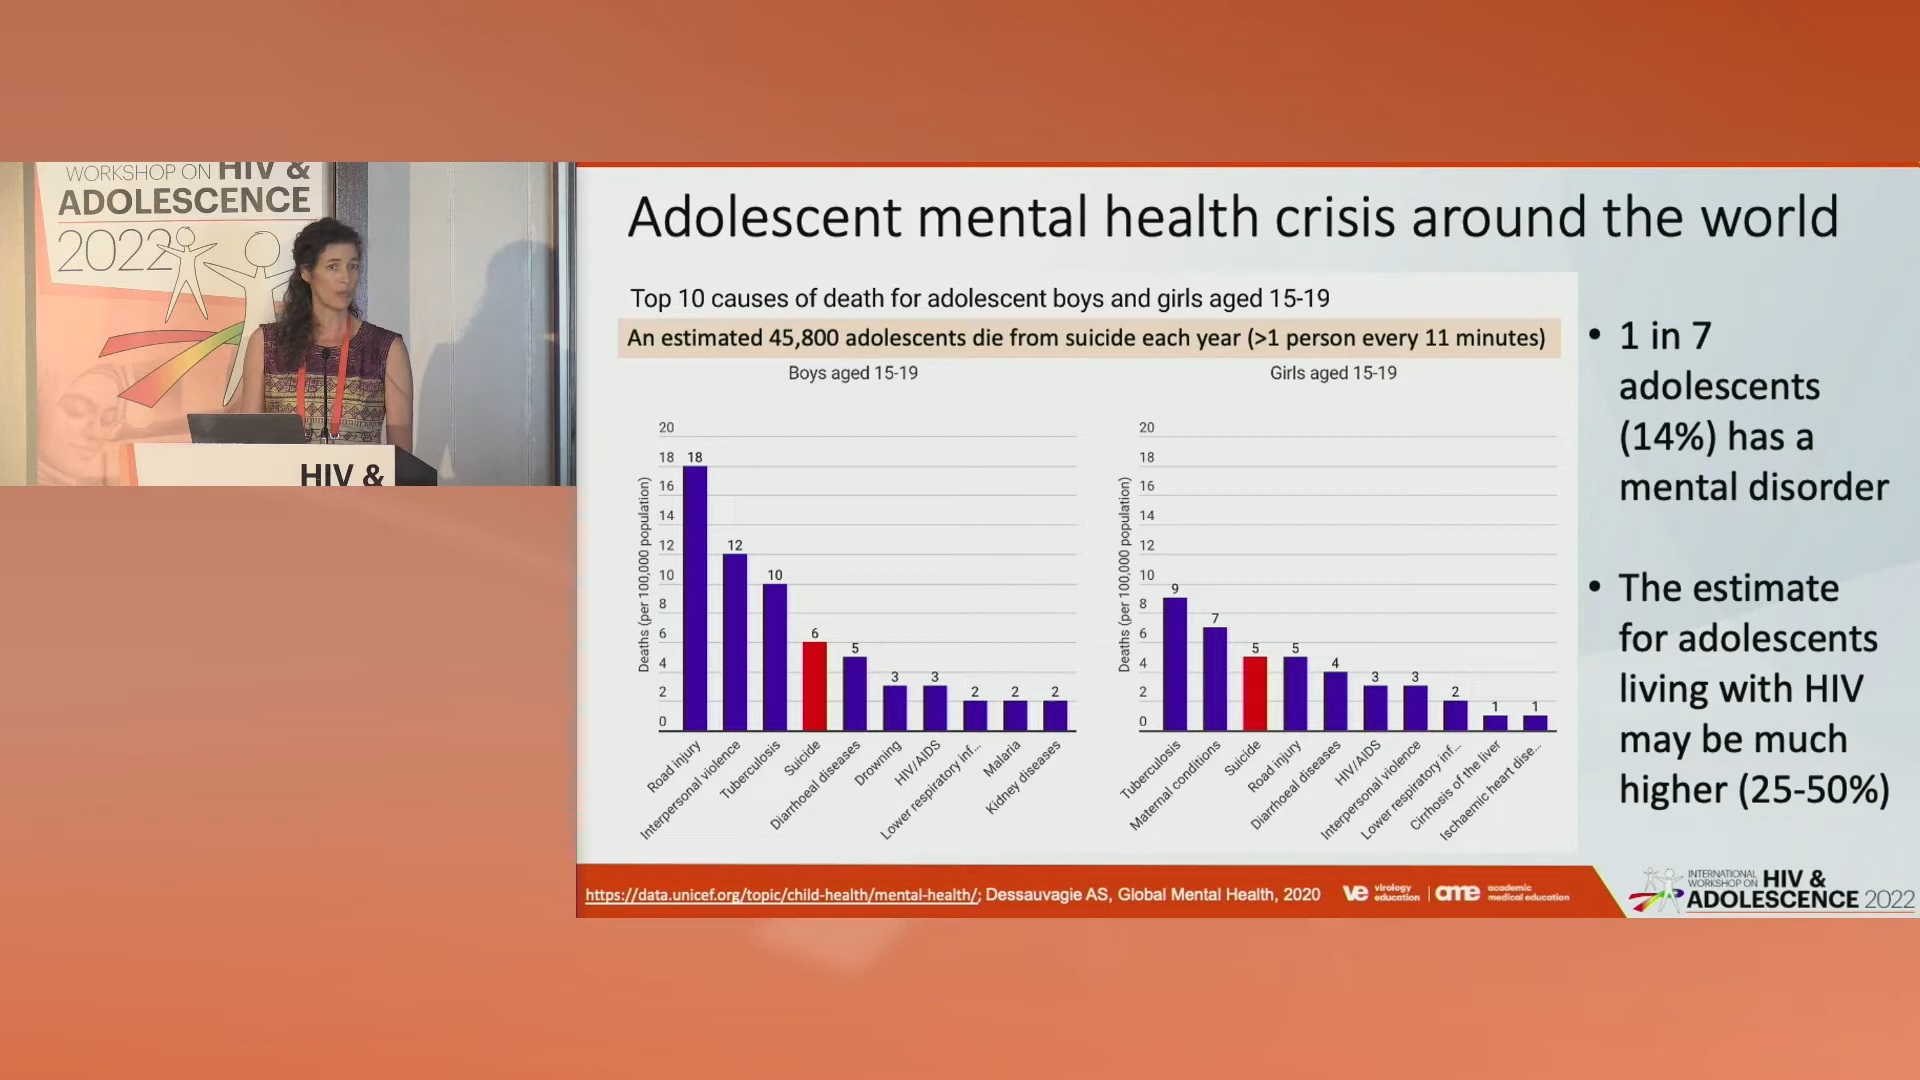 WORKSHOP ON HIV &
ADOLESCENCE
2022
HIV &
Adolescent mental health crisis around the world
Top 10 causes of death for adolescent boys and girls aged 15-19
An estimated 45,800 adolescents die from suicide each year (>1 person every 11 minutes)
Boys aged 15-19
Deaths (per 100,000 population)
20
18
16
14
12
10
8
6
4
2
0
18
12
10
6
5
3
3
2
2
2
Road injury
Interpersonal violence
Tuberculosis
Suicide
Diarrhoeal diseases
Drowning
HIV/AIDS
Lower respiratory inf...
Malaria
Kidney diseases
Girls aged 15-19
Deaths (per 100,000 population)
20
18
16
14
12
10
8
6
4
2
0
9
7
5
5
4
3
3
2
1
1
Tuberculosis
Maternal conditions
Suicide
Road injury
Diarrhoeal diseases
HIV/AIDS
Interpersonal violence
Lower respiratory inf...
Cirrhosis of the liver
Ischaemic heart dise...
• 1 in 7
adolescents
(14%) has a
mental disorder
• The estimate
for adolescents
living with HIV
may be much
higher (25-50%)
https://data.unicef.org/topic/child-health/mental-health/; Dessauvagie AS, Global Mental Health, 2020
ve virology
education
ame academic
medical education
INTERNATIONAL
WORKSHOP ON HIV &
ADOLESCENCE 2022